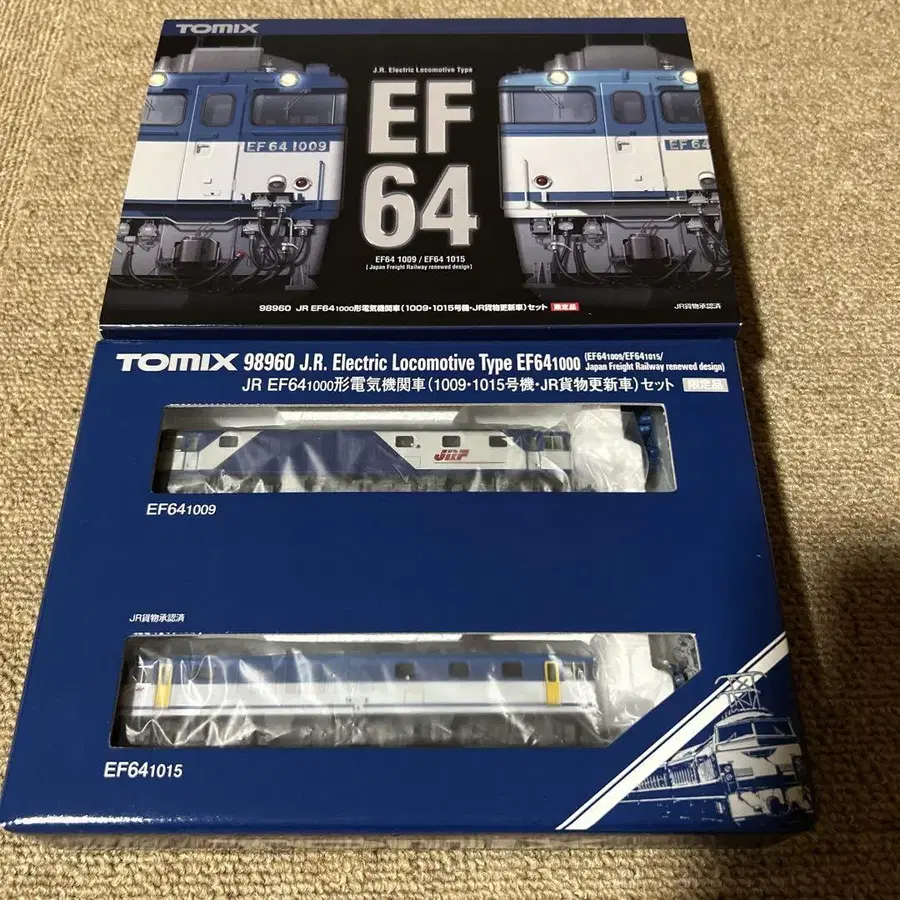 TOMIX
J.R. Electric Locomotive Type
EF
64
EF 64 1009
EF 64
EF64 1009 / EF64 1015
( Japan Freight Railway renewed design )
98960 JR EF641000形電気機関車(1009・1015号機・JR貨物更新車)セット 限定品
JR貨物承認済
TOMIX 98960 J.R. Electric Locomotive Type EF641000 (EF641009/EF641015/
Japan Freight Railway renewed design)
JR EF641000形電気機関車(1009・1015号機・JR貨物更新車)セット 限定品
JRF
EF641009
JR貨物承認済
EF641015